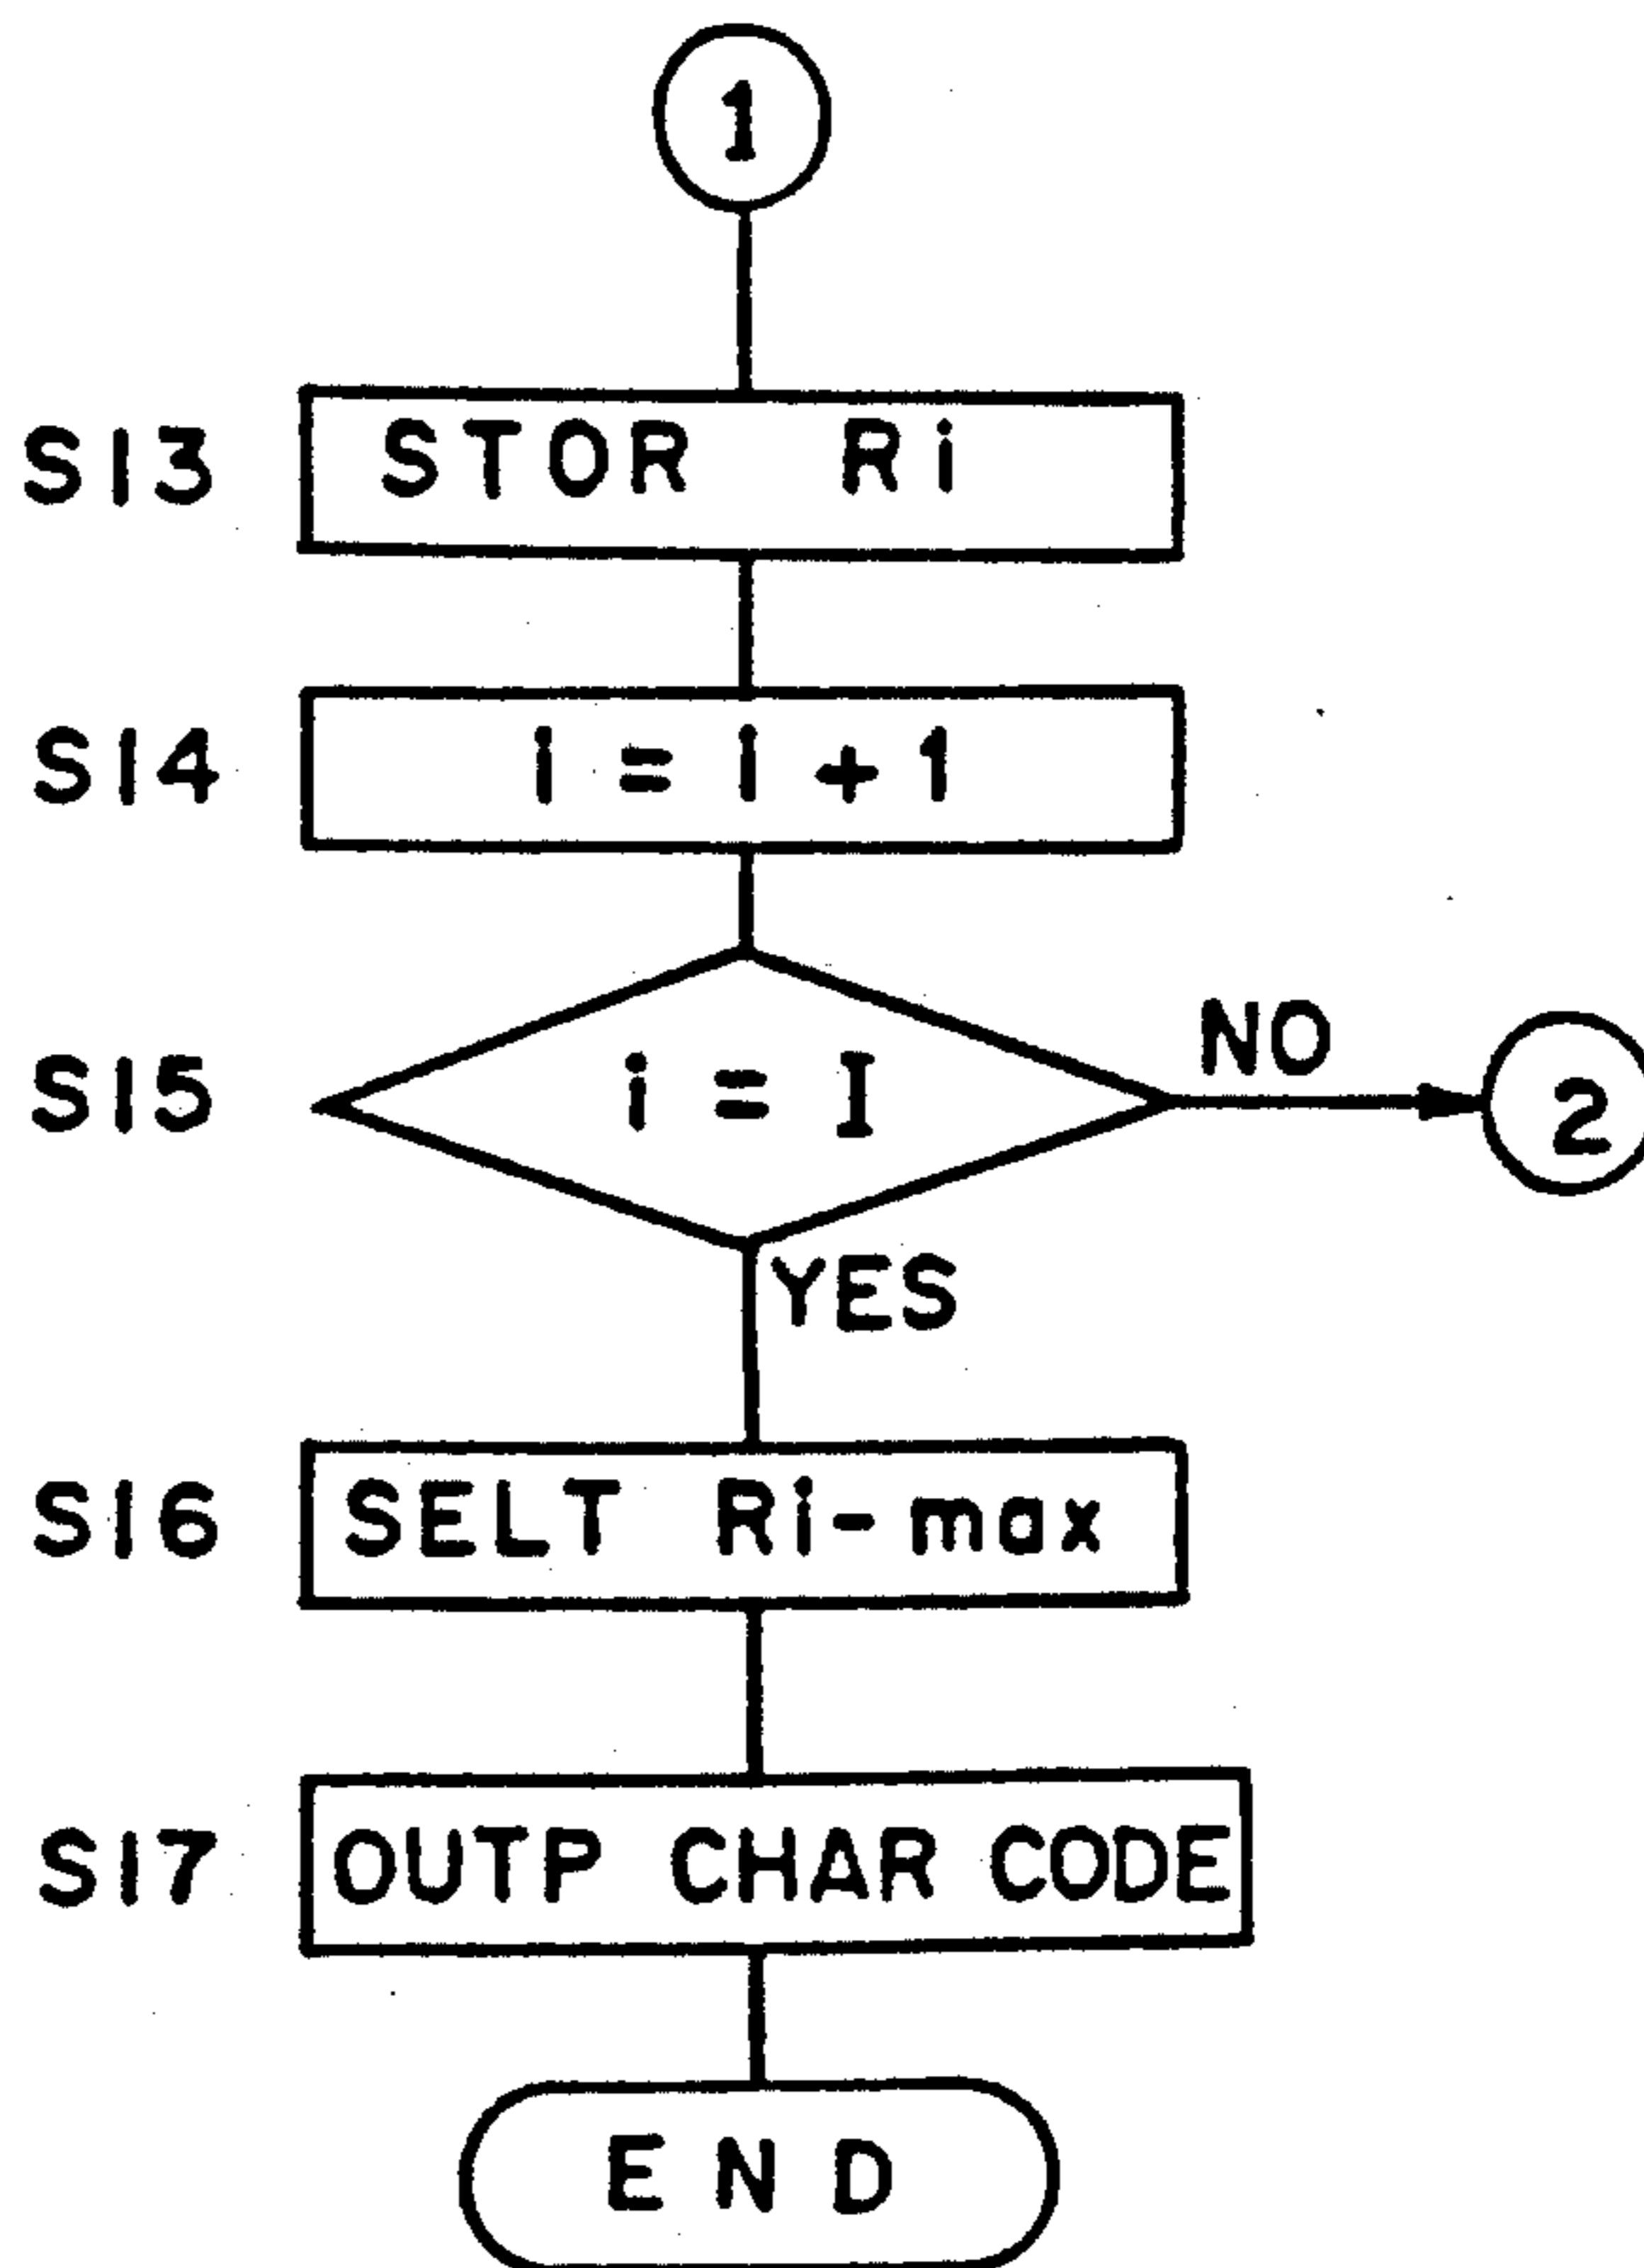 1
S13 STOR Ri
S14 i = i + 1
S15 i = I NO 2
YES
S16 SELT Ri-max
S17 OUTP CHAR CODE
END